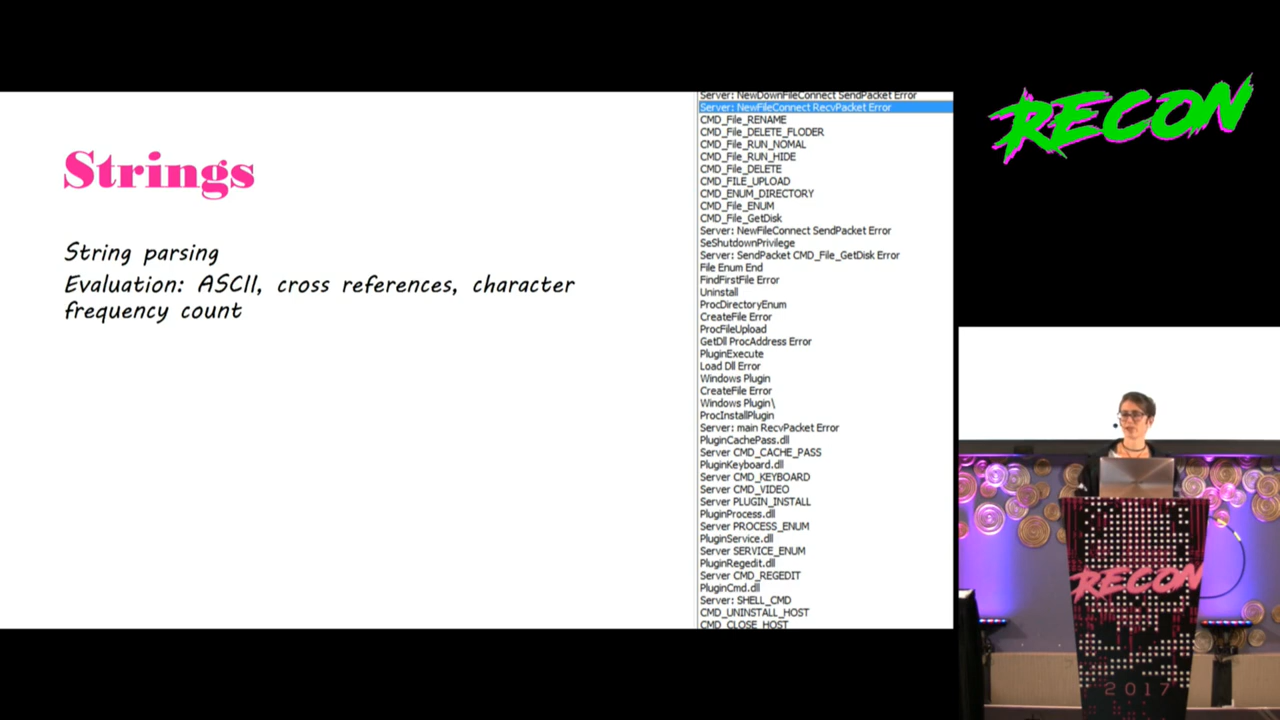 Strings
String parsing
Evaluation: ASCII, cross references, character
frequency count
Server: NewDownFileConnect SendPacket Error
Server: NewFileConnect RecvPacket Error
CMD_File_RENAME
CMD_File_DELETE_FLODER
CMD_File_RUN_NOMAL
CMD_File_RUN_HIDE
CMD_File_DELETE
CMD_FILE_UPLOAD
CMD_ENUM_DIRECTORY
CMD_File_ENUM
CMD_File_GetDisk
Server: NewFileConnect SendPacket Error
SeShutdownPrivilege
Server: SendPacket CMD_File_GetDisk Error
File Enum End
FindFirstFile Error
Uninstall
ProcDirectoryEnum
CreateFile Error
ProcFileUpload
GetDll ProcAddress Error
PluginExecute
Load Dll Error
Windows Plugin
CreateFile Error
Windows Plugin\
ProcInstallPlugin
Server: main RecvPacket Error
PluginCachePass.dll
Server CMD_CACHE_PASS
PluginKeyboard.dll
Server CMD_KEYBOARD
Server CMD_VIDEO
Server PLUGIN_INSTALL
PluginProcess.dll
Server PROCESS_ENUM
PluginService.dll
Server SERVICE_ENUM
PluginRegedit.dll
Server CMD_REGEDIT
PluginCmd.dll
Server: SHELL_CMD
CMD_UNINSTALL_HOST
CMD_CLOSE_HOST
RECON
RECON
2017